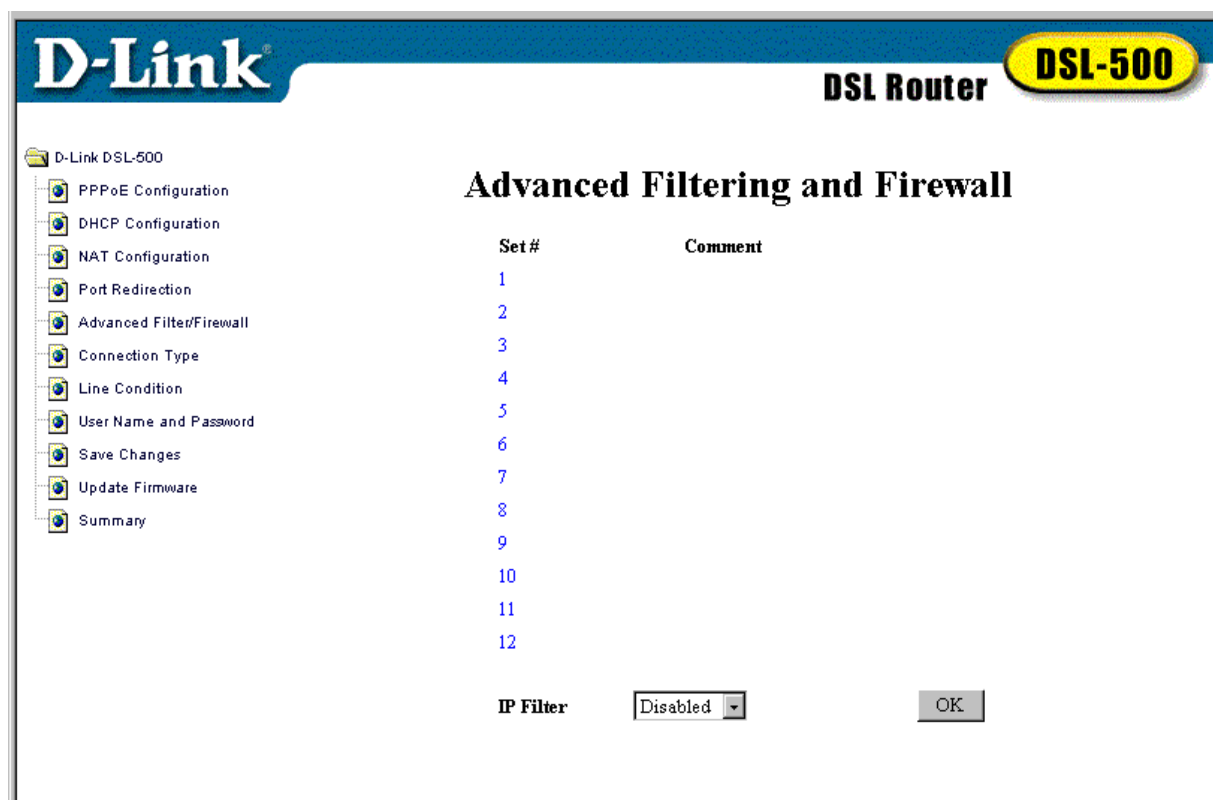 D-Link®
DSL Router
DSL-500
D-Link DSL-500
PPPoE Configuration
DHCP Configuration
NAT Configuration
Port Redirection
Advanced Filter/Firewall
Connection Type
Line Condition
User Name and Password
Save Changes
Update Firmware
Summary
Advanced Filtering and Firewall
Set # Comment
1
2
3
4
5
6
7
8
9
10
11
12
IP Filter Disabled OK